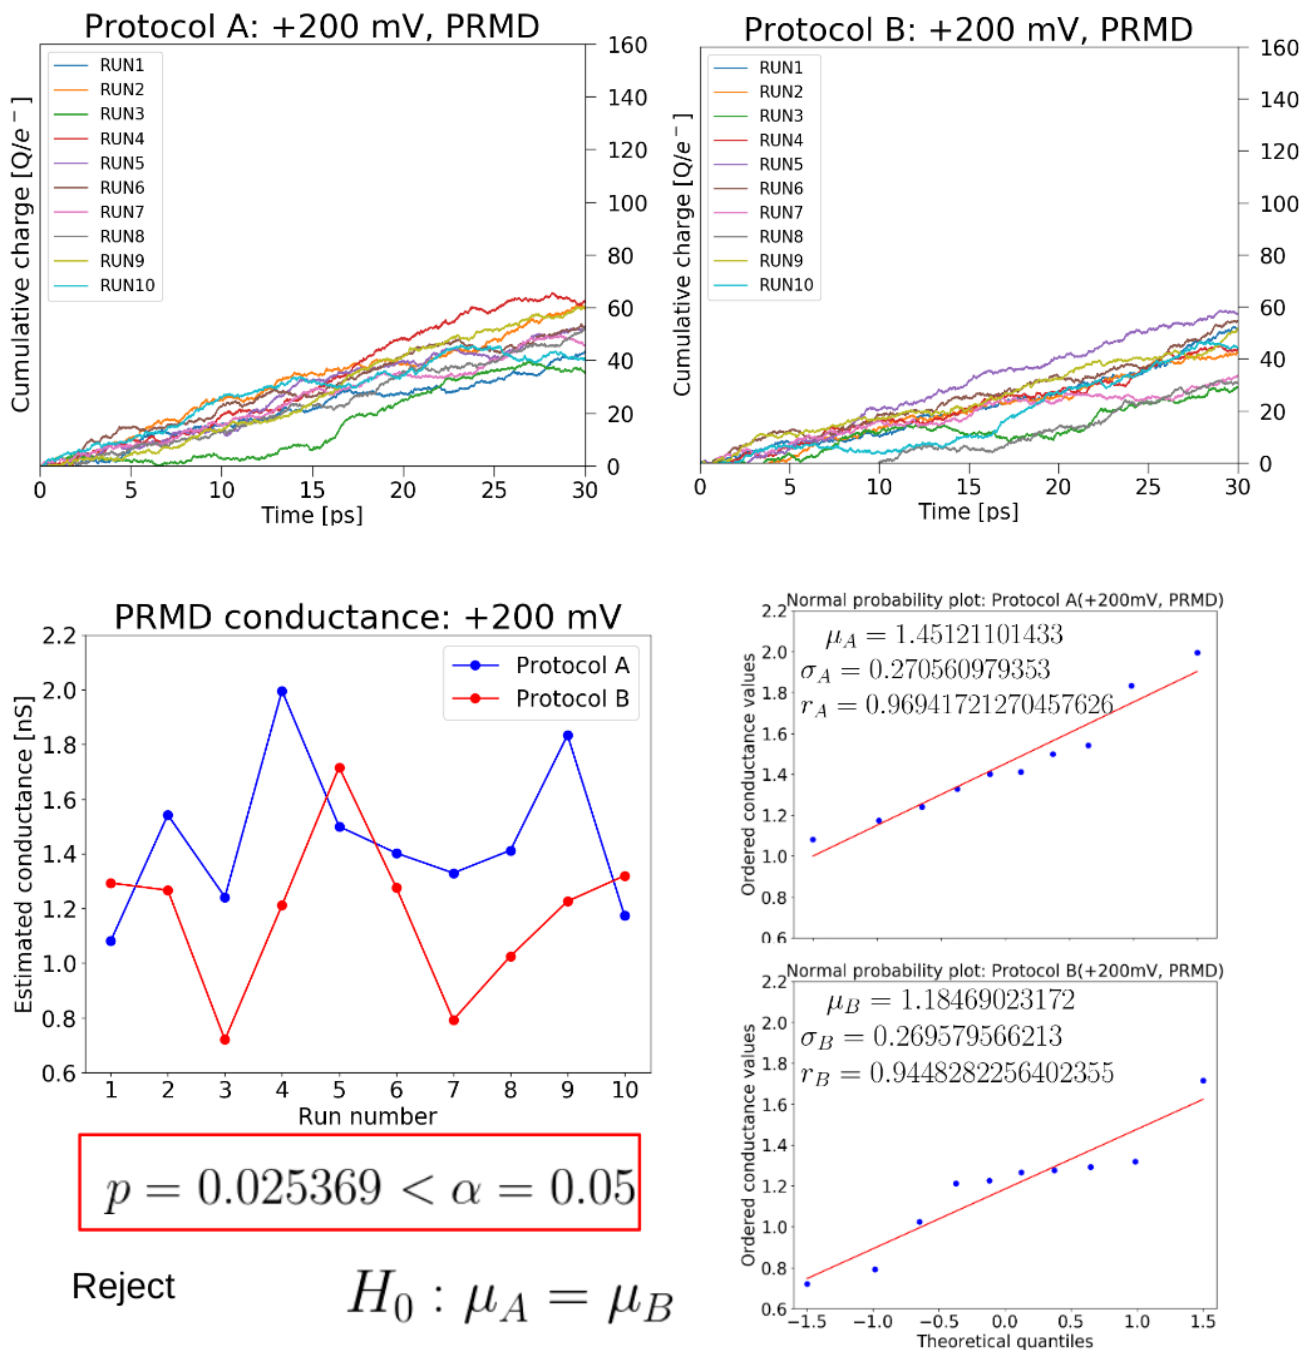 Protocol A: +200 mV, PRMD
Cumulative charge [Q/e⁻]
RUN1
RUN2
RUN3
RUN4
RUN5
RUN6
RUN7
RUN8
RUN9
RUN10
160
140
120
100
80
60
40
20
0
0 5 10 15 20 25 30
Time [ps]
Protocol B: +200 mV, PRMD
Cumulative charge [Q/e⁻]
RUN1
RUN2
RUN3
RUN4
RUN5
RUN6
RUN7
RUN8
RUN9
RUN10
160
140
120
100
80
60
40
20
0
0 5 10 15 20 25 30
Time [ps]
PRMD conductance: +200 mV
Estimated conductance [nS]
2.2
2.0
1.8
1.6
1.4
1.2
1.0
0.8
0.6
Protocol A
Protocol B
1 2 3 4 5 6 7 8 9 10
Run number
p = 0.025369 < α = 0.05
Reject H₀ : μ_A = μ_B
Normal probability plot: Protocol A(+200mV, PRMD)
Ordered conductance values
2.2
2.0
1.8
1.6
1.4
1.2
1.0
0.8
0.6
μ_A = 1.45121101433
σ_A = 0.270560979353
r_A = 0.96941721270457626
Normal probability plot: Protocol B(+200mV, PRMD)
Ordered conductance values
2.2
2.0
1.8
1.6
1.4
1.2
1.0
0.8
0.6
μ_B = 1.18469023172
σ_B = 0.269579566213
r_B = 0.9448282256402355
−1.5 −1.0 −0.5 0.0 0.5 1.0 1.5
Theoretical quantiles